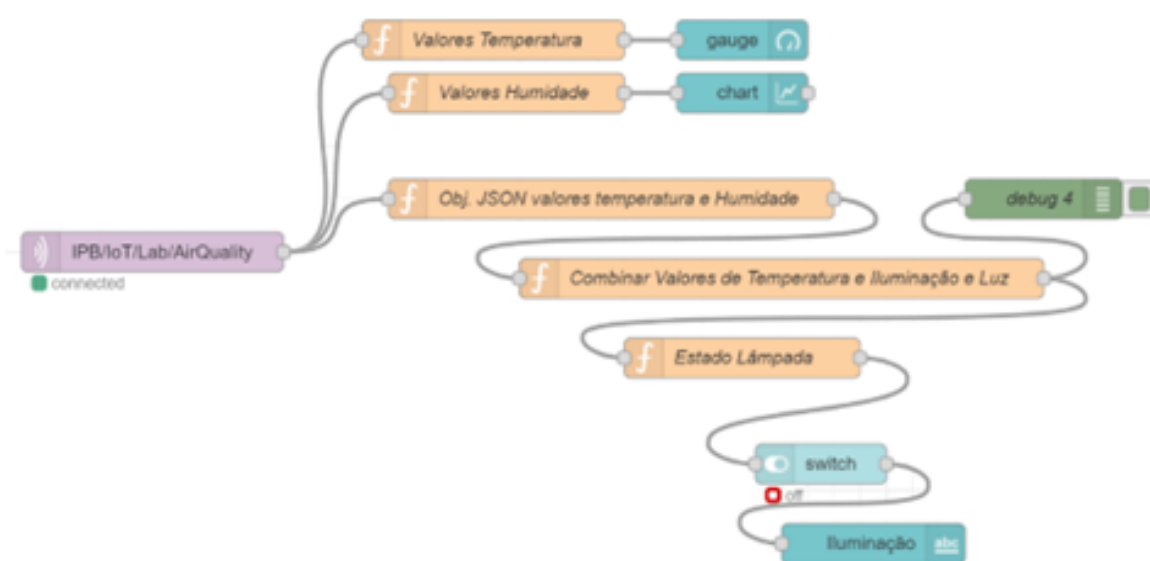 Valores Temperatura
gauge
Valores Humidade
chart
Obj. JSON valores temperatura e Humidade
debug 4
IPB/IoT/Lab/AirQuality
connected
Combinar Valores de Temperatura e Iluminação e Luz
Estado Lâmpada
switch
off
Iluminação
abc